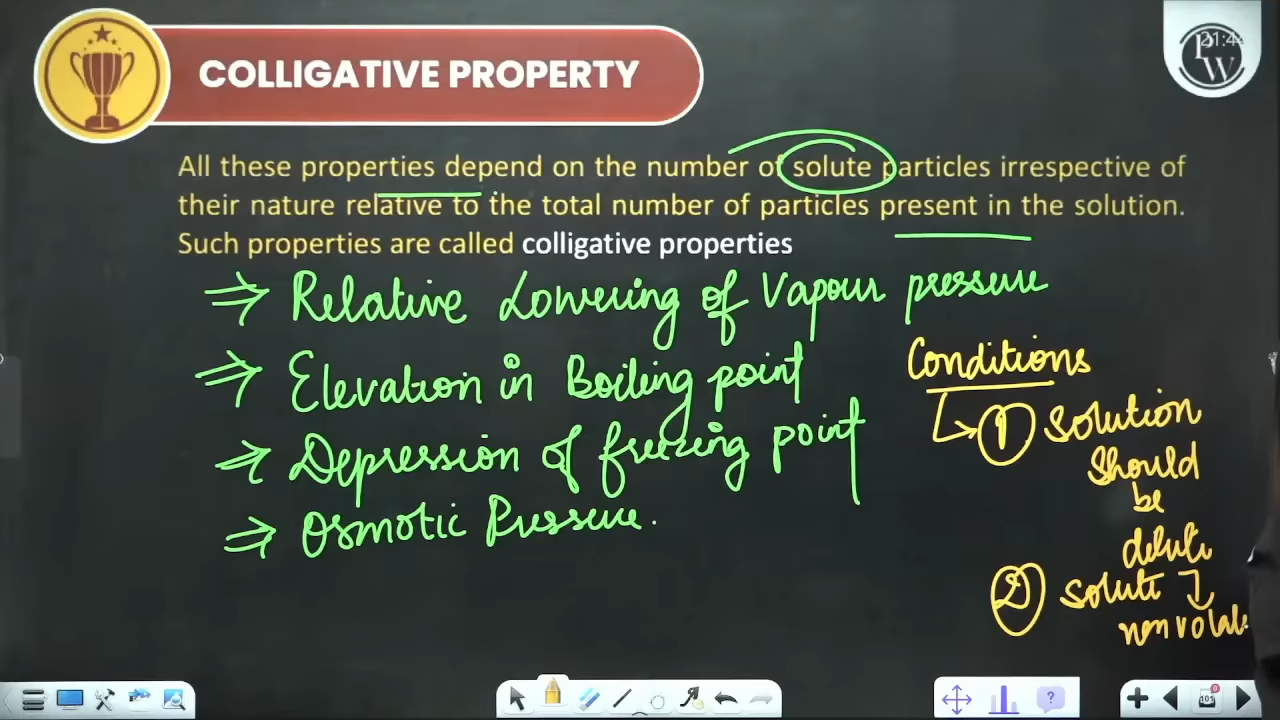 COLLIGATIVE PROPERTY
All these properties depend on the number of solute particles irrespective of
their nature relative to the total number of particles present in the solution.
Such properties are called colligative properties
⇒ Relative Lowering of Vapour pressure
⇒ Elevation in Boiling point
⇒ Depression of freezing point
⇒ Osmotic Pressure.
Conditions
① Solution
should
be
dilute
② Solute
P
W